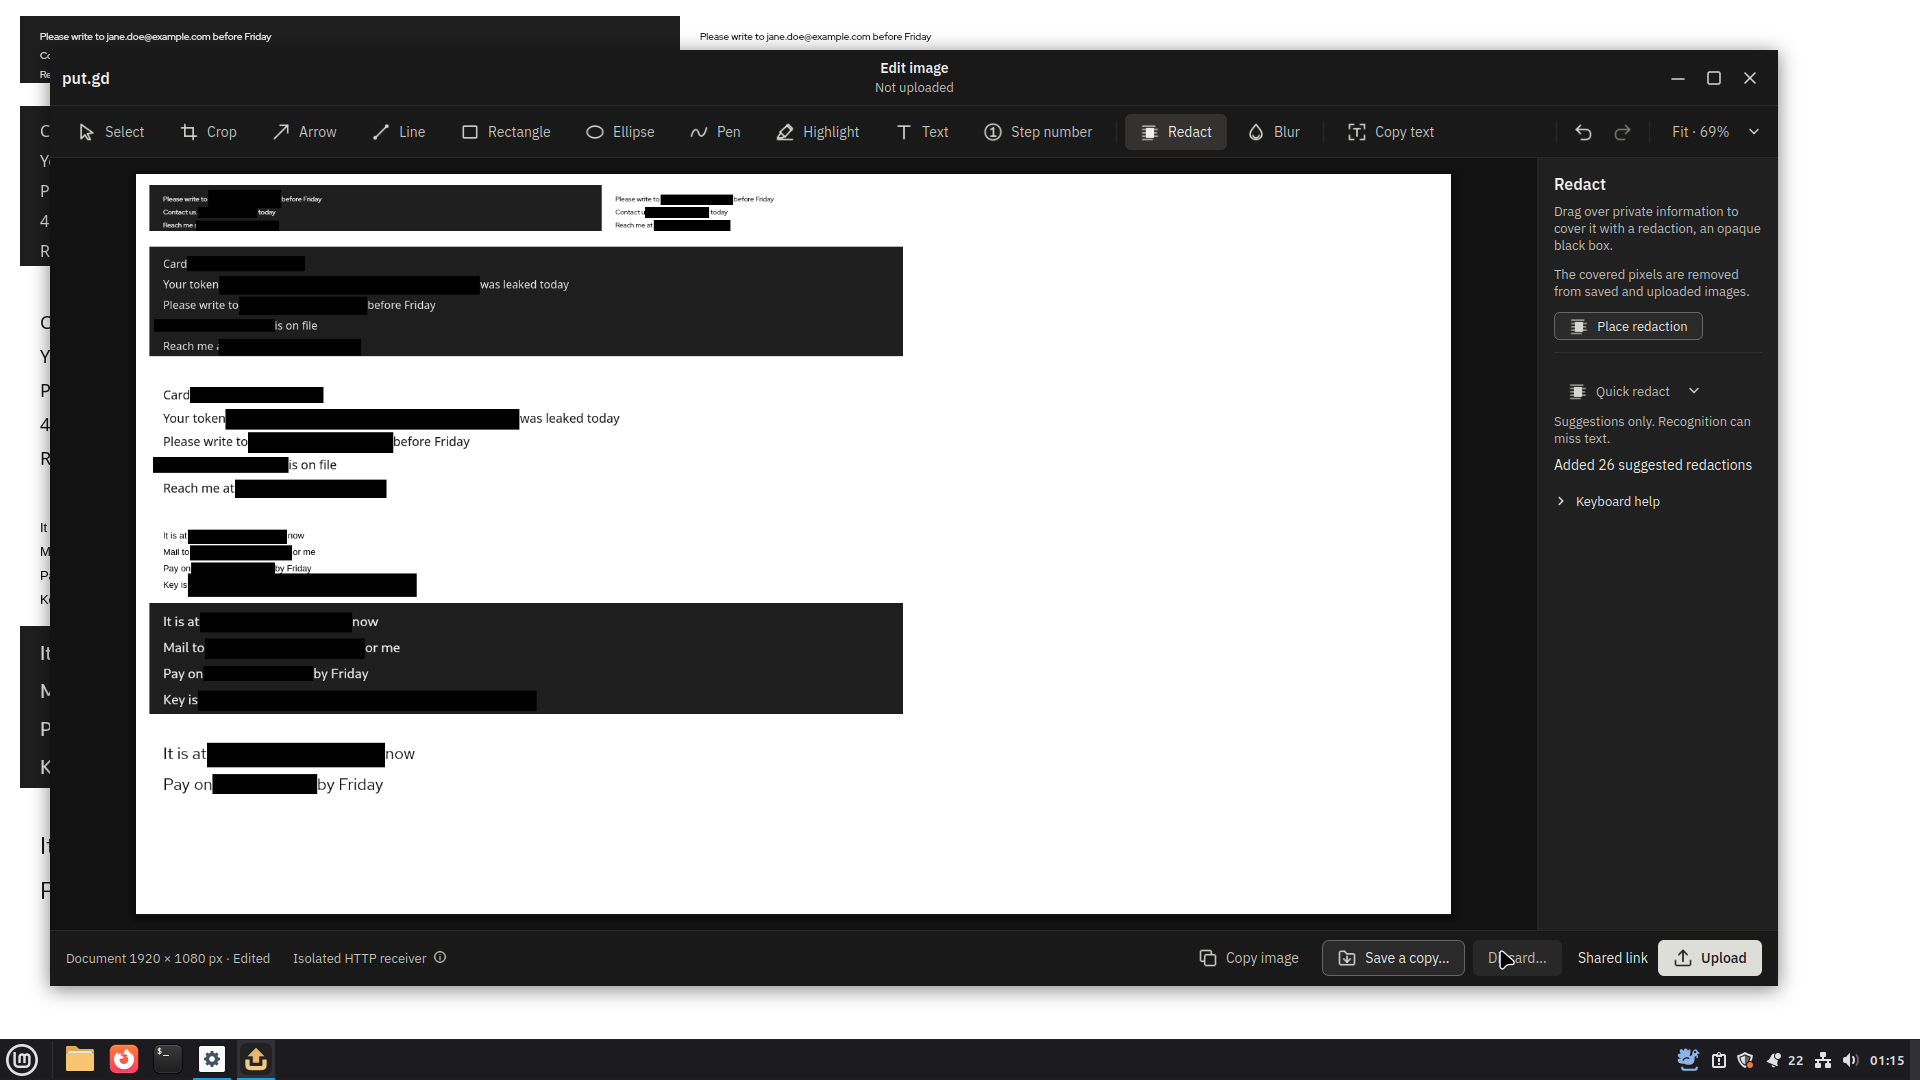 Please write to jane.doe@example.com before Friday
Please write to jane.doe@example.com before Friday
put.gd
Edit image
Not uploaded
Select
Crop
Arrow
Line
Rectangle
Ellipse
Pen
Highlight
Text
Step number
Redact
Blur
Copy text
Fit · 69%
Please write to before Friday
Contact us today
Reach me
Please write to before Friday
Contact u today
Reach me at
Card
Your token was leaked today
Please write to before Friday
is on file
Reach me
Card
Your token was leaked today
Please write to before Friday
is on file
Reach me at
It is at now
Mail to or me
Pay on by Friday
Key is
It is at now
Mail to or me
Pay on by Friday
Key is
It is at now
Pay on by Friday
Redact
Drag over private information to
cover it with a redaction, an opaque
black box.
The covered pixels are removed
from saved and uploaded images.
Place redaction
Quick redact
Suggestions only. Recognition can
miss text.
Added 26 suggested redactions
Keyboard help
Document 1920 × 1080 px · Edited
Isolated HTTP receiver
Copy image
Save a copy...
Shared link
Upload
22
01:15